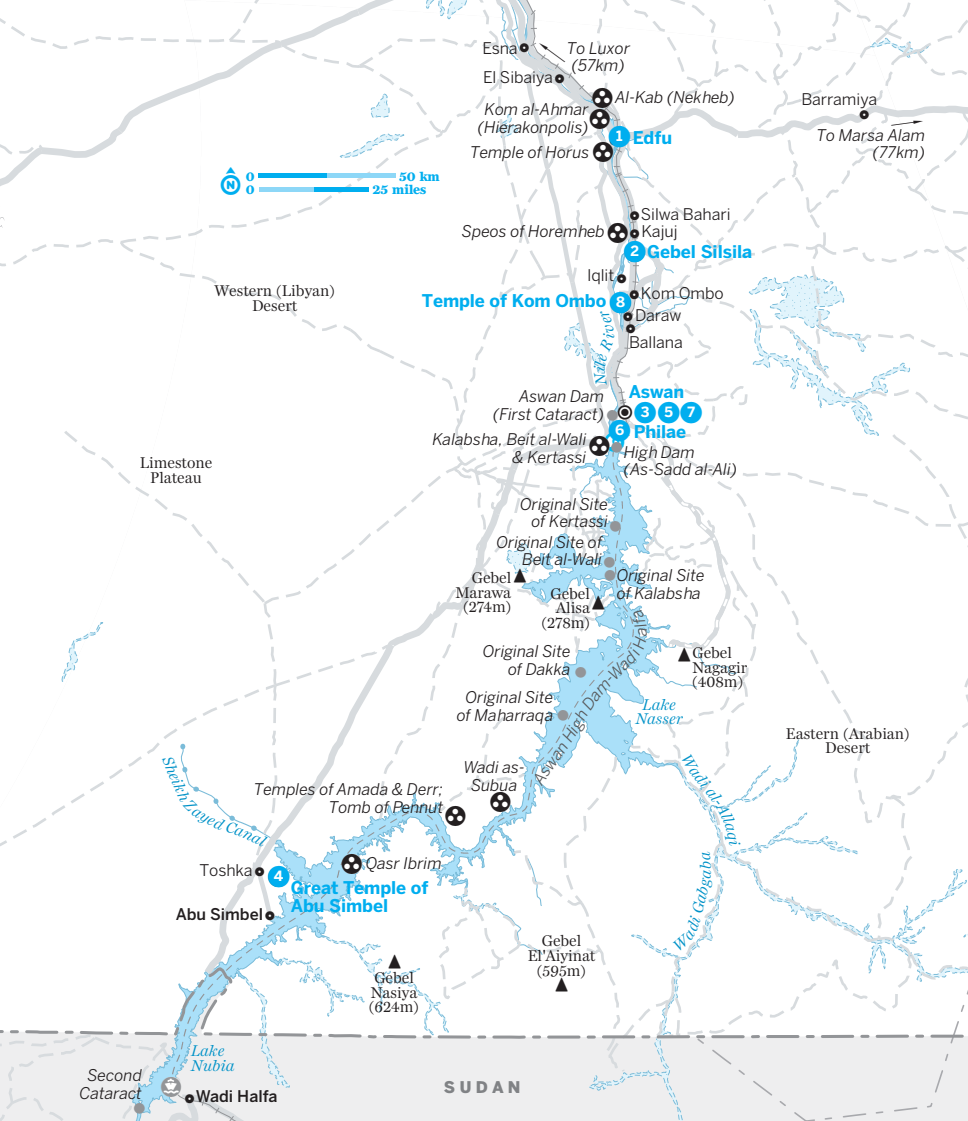 Esna
To Luxor
(57km)
El Sibaiya
Al-Kab (Nekheb)
Kom al-Ahmar
(Hierakonpolis)
Barramiya
1 Edfu
To Marsa Alam
(77km)
Temple of Horus
N
0 50 km
0 25 miles
Silwa Bahari
Speos of Horemheb
Kajuj
2 Gebel Silsila
Iqlit
Western (Libyan)
Desert
Kom Ombo
Temple of Kom Ombo 8
Daraw
Ballana
Nile River
Aswan
Aswan Dam
(First Cataract)
3 5 7
6 Philae
Kalabsha, Beit al-Wali
& Kertassi
High Dam
(As-Sadd al-Ali)
Limestone
Plateau
Original Site
of Kertassi
Original Site of
Beit al-Wali
Original Site
of Kalabsha
Gebel
Marawa
(274m)
Gebel
Alisa
(278m)
Gebel
Nagagir
(408m)
Original Site
of Dakka
Original Site
of Maharraqa
Aswan High Dam-Wadi Halfa
Lake
Nasser
Eastern (Arabian)
Desert
Wadi al-Allaqi
Wadi as-
Subua
Sheikh Zayed Canal
Temples of Amada & Derr;
Tomb of Pennut
Qasr Ibrim
Toshka
4 Great Temple of
Abu Simbel
Abu Simbel
Wadi Gabgaba
Gebel
El'Aiyinat
(595m)
Gebel
Nasiya
(624m)
Lake
Nubia
SUDAN
Second
Cataract
Wadi Halfa